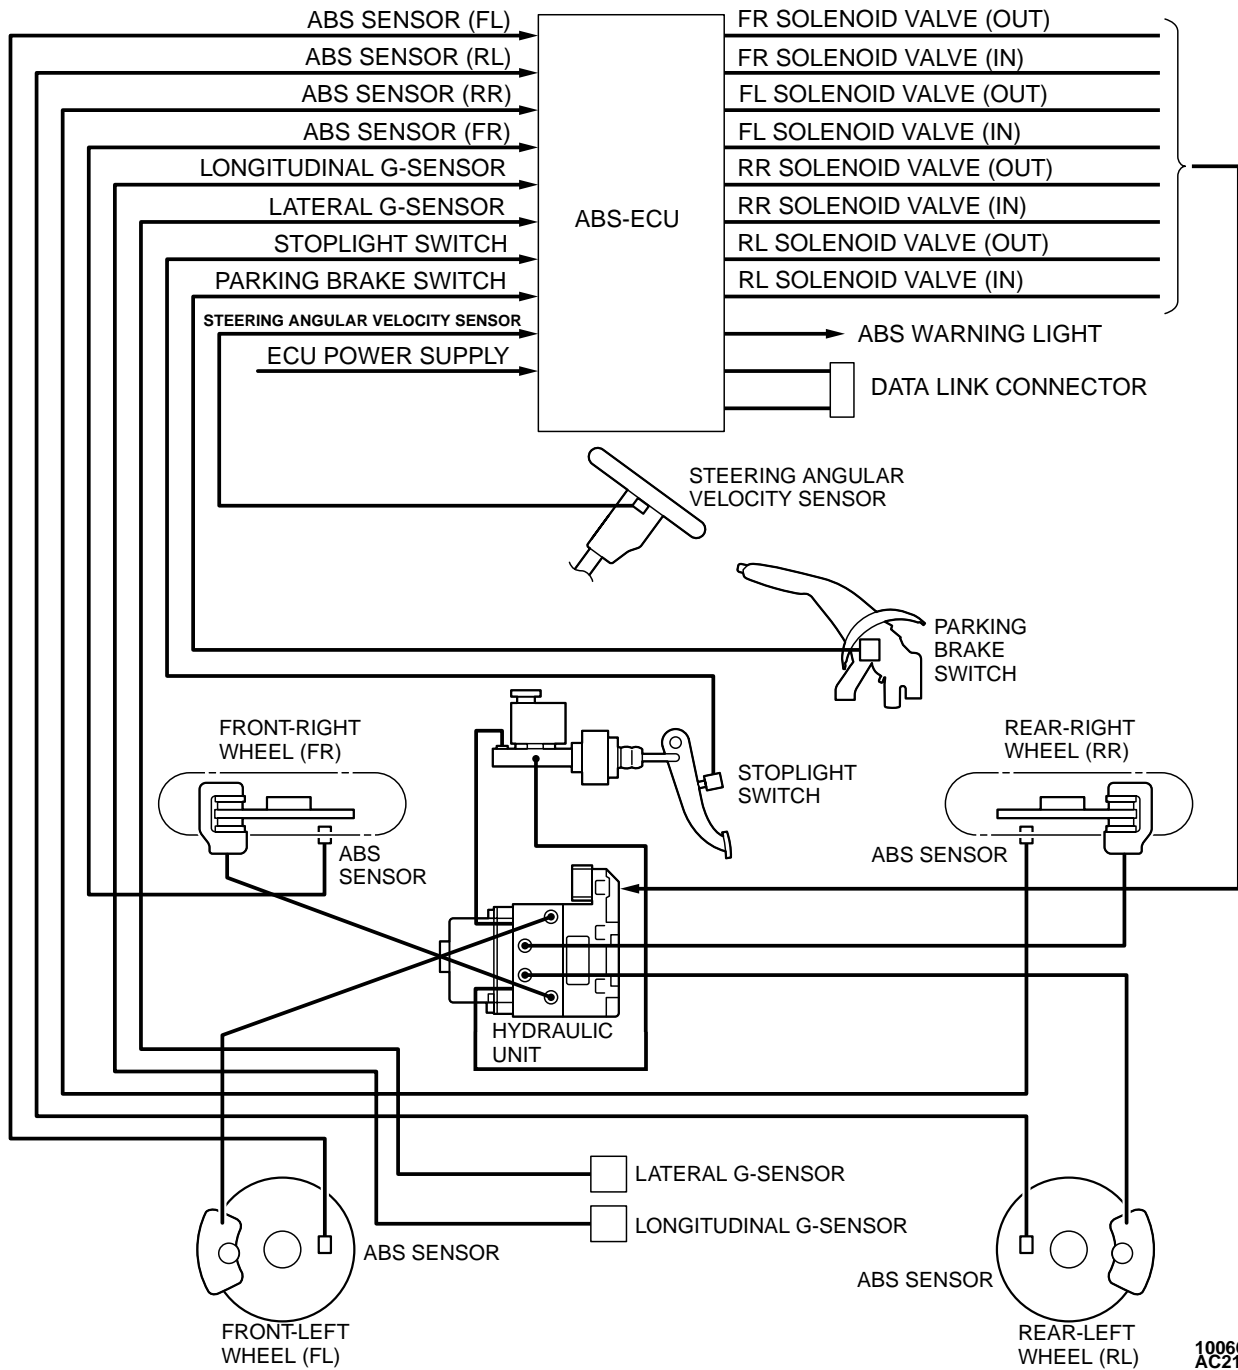 ABS SENSOR (FL)
ABS SENSOR (RL)
ABS SENSOR (RR)
ABS SENSOR (FR)
LONGITUDINAL G-SENSOR
LATERAL G-SENSOR
STOPLIGHT SWITCH
PARKING BRAKE SWITCH
STEERING ANGULAR VELOCITY SENSOR
ECU POWER SUPPLY
ABS-ECU
FR SOLENOID VALVE (OUT)
FR SOLENOID VALVE (IN)
FL SOLENOID VALVE (OUT)
FL SOLENOID VALVE (IN)
RR SOLENOID VALVE (OUT)
RR SOLENOID VALVE (IN)
RL SOLENOID VALVE (OUT)
RL SOLENOID VALVE (IN)
ABS WARNING LIGHT
DATA LINK CONNECTOR
STEERING ANGULAR
VELOCITY SENSOR
PARKING
BRAKE
SWITCH
FRONT-RIGHT
WHEEL (FR)
REAR-RIGHT
WHEEL (RR)
STOPLIGHT
SWITCH
ABS
SENSOR
ABS SENSOR
HYDRAULIC
UNIT
LATERAL G-SENSOR
LONGITUDINAL G-SENSOR
ABS SENSOR
ABS SENSOR
FRONT-LEFT
WHEEL (FL)
REAR-LEFT
WHEEL (RL)